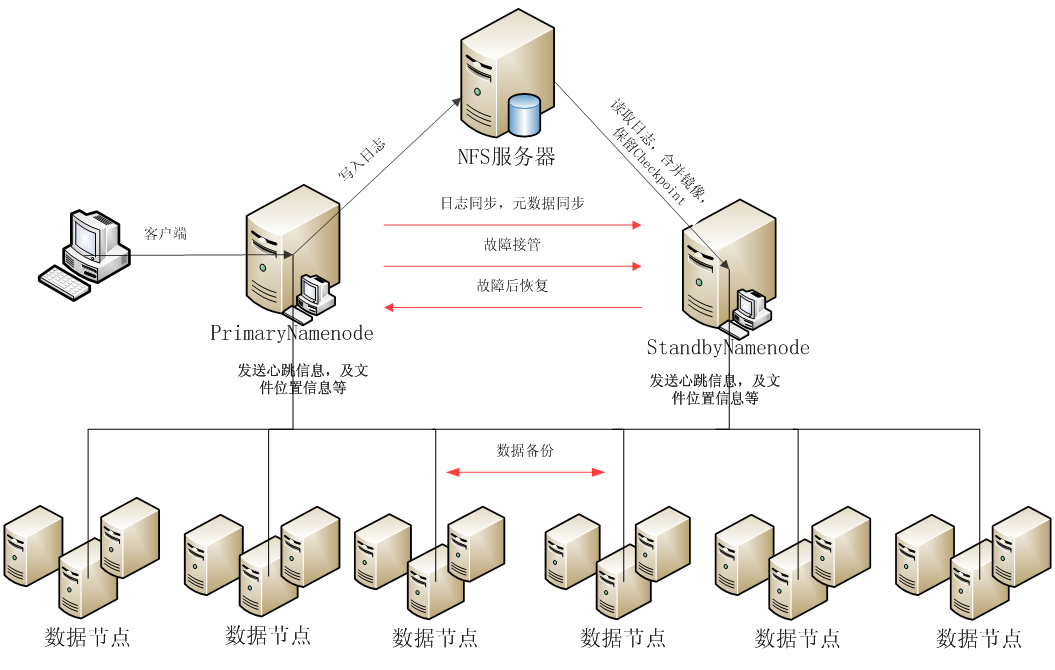 NFS服务器
写入日志
读取日志，合并镜像，
保留Checkpoint
客户端
日志同步，元数据同步
故障接管
故障后恢复
PrimaryNamenode
StandbyNamenode
发送心跳信息，及文
件位置信息等
发送心跳信息，及文
件位置信息等
数据备份
数据节点
数据节点
数据节点
数据节点
数据节点
数据节点